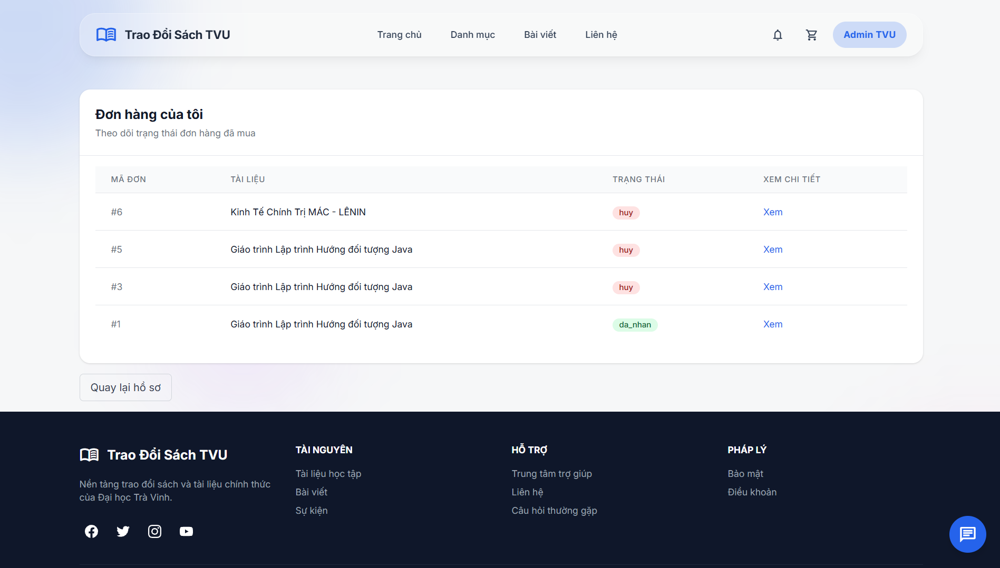 Trao Đổi Sách TVU
Trang chủ
Danh mục
Bài viết
Liên hệ
Admin TVU
Đơn hàng của tôi
Theo dõi trạng thái đơn hàng đã mua
MÃ ĐƠN TÀI LIỆU TRẠNG THÁI XEM CHI TIẾT
#6 Kinh Tế Chính Trị MÁC - LÊNIN huy Xem
#5 Giáo trình Lập trình Hướng đối tượng Java huy Xem
#3 Giáo trình Lập trình Hướng đối tượng Java huy Xem
#1 Giáo trình Lập trình Hướng đối tượng Java da_nhan Xem
Quay lại hồ sơ
Trao Đổi Sách TVU
Nền tảng trao đổi sách và tài liệu chính thức
của Đại học Trà Vinh.
TÀI NGUYÊN
Tài liệu học tập
Bài viết
Sự kiện
HỖ TRỢ
Trung tâm trợ giúp
Liên hệ
Câu hỏi thường gặp
PHÁP LÝ
Bảo mật
Điều khoản